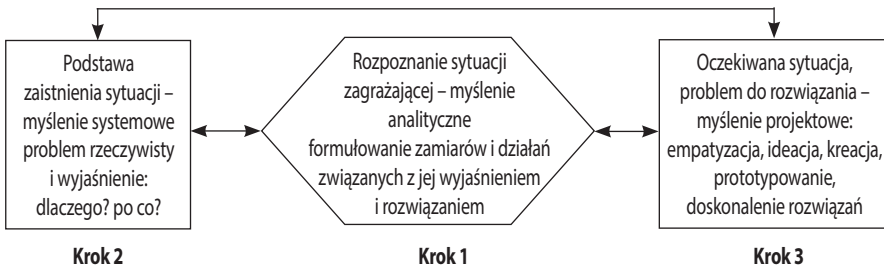 Podstawa
zaistnienia sytuacji –
myślenie systemowe
problem rzeczywisty
i wyjaśnienie:
dlaczego? po co?
Krok 2
Rozpoznanie sytuacji
zagrażającej – myślenie
analityczne
formułowanie zamiarów i działań
związanych z jej wyjaśnieniem
i rozwiązaniem
Krok 1
Oczekiwana sytuacja,
problem do rozwiązania –
myślenie projektowe:
empatyzacja, ideacja, kreacja,
prototypowanie,
doskonalenie rozwiązań
Krok 3